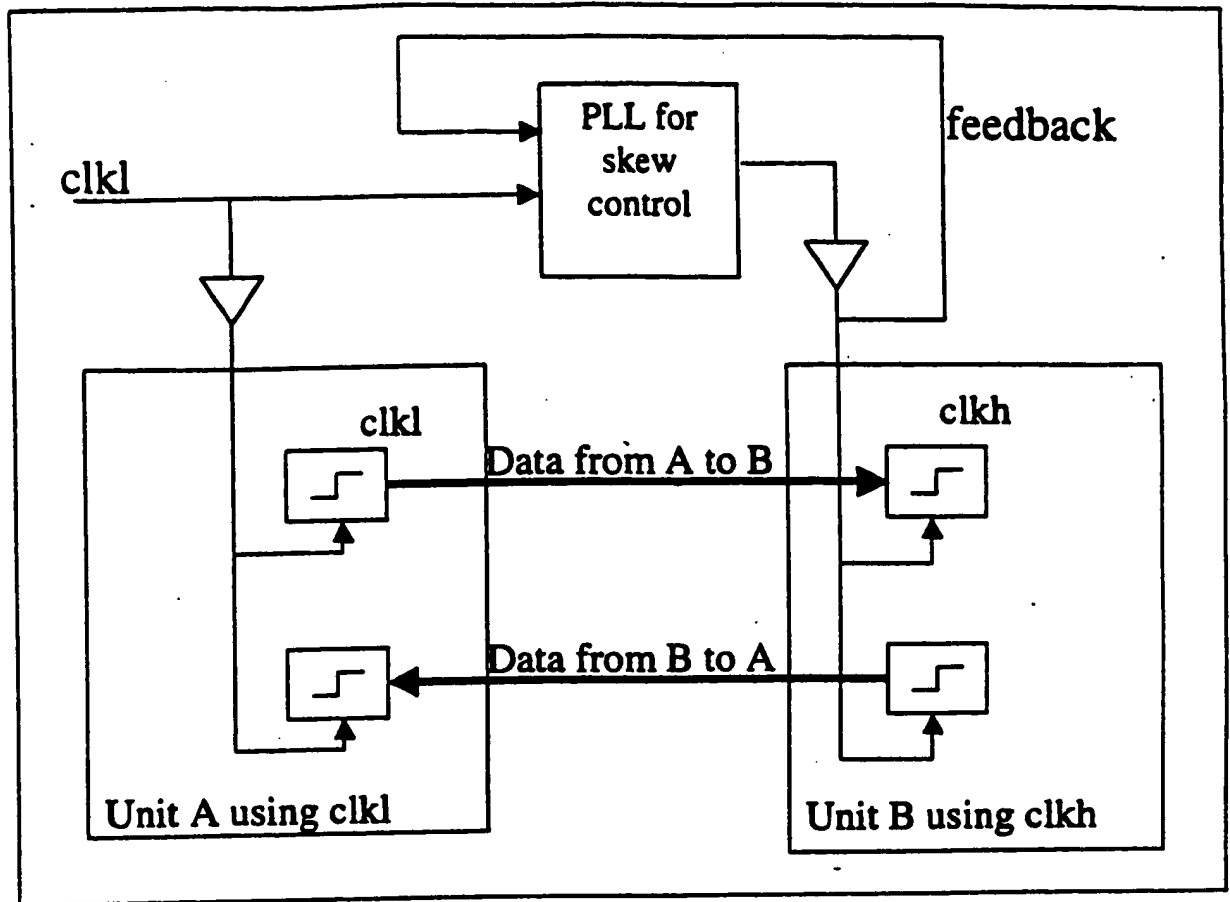 PLL for
skew
control
feedback
clkl
clkl
clkh
Data from A to B
Data from B to A
Unit A using clkl
Unit B using clkh